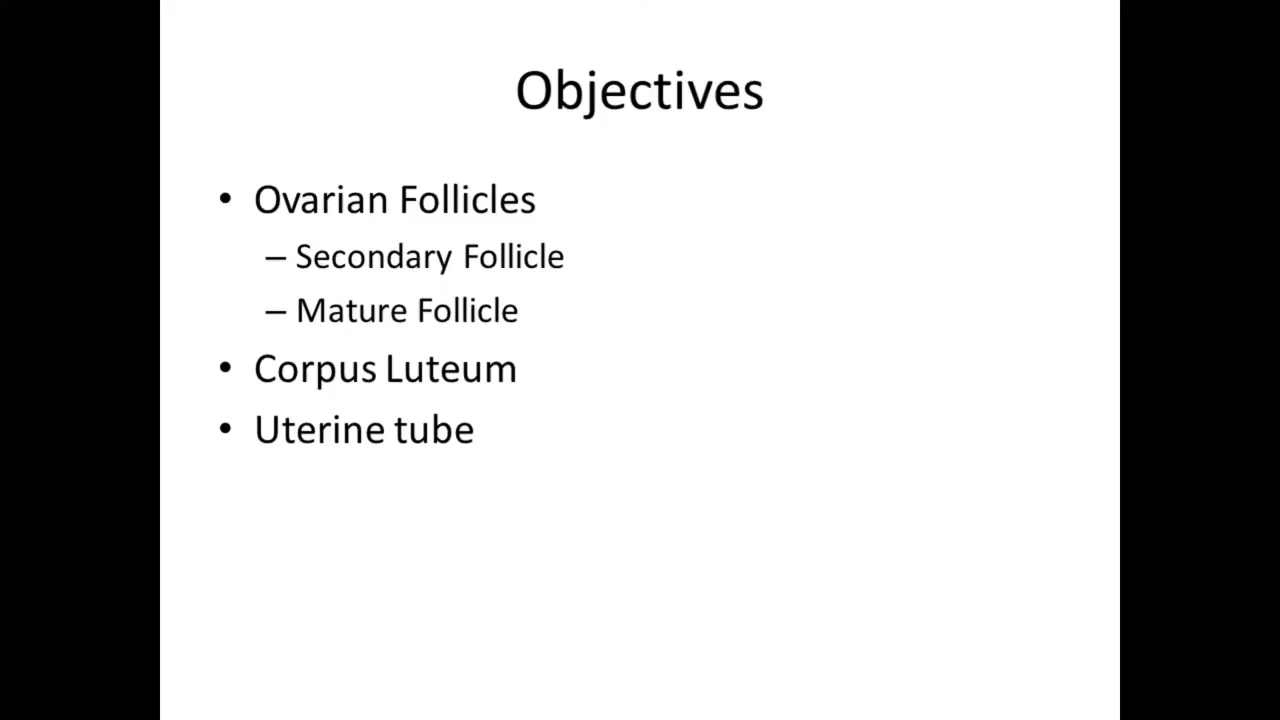 Objectives
• Ovarian Follicles
– Secondary Follicle
– Mature Follicle
• Corpus Luteum
• Uterine tube